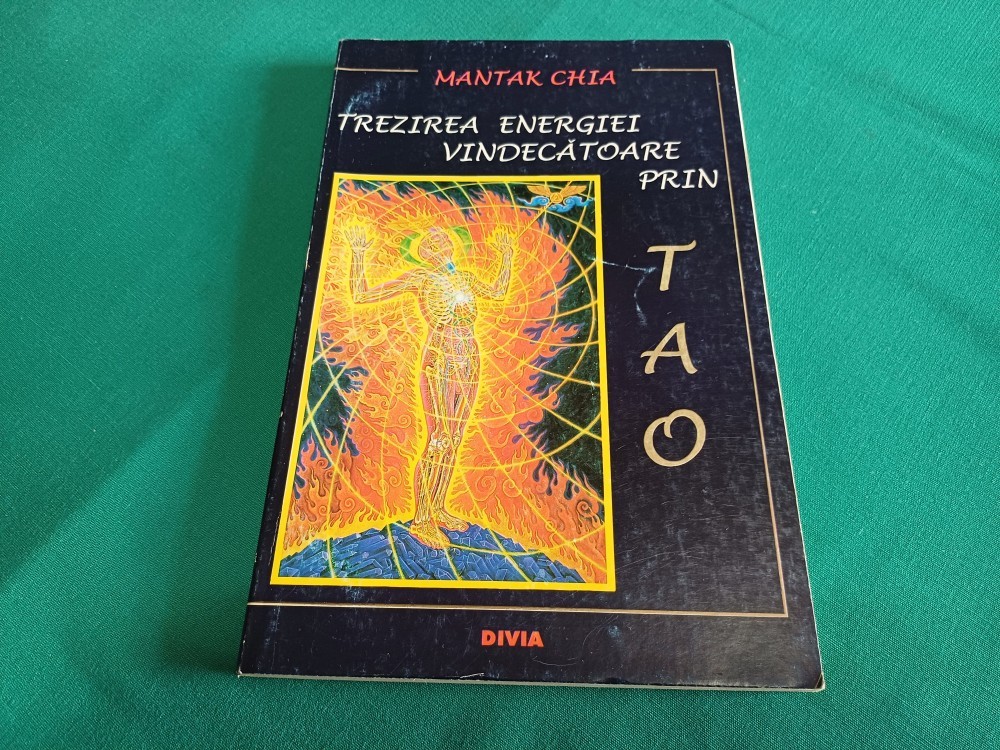 MANTAK CHIA
TREZIREA ENERGIEI
VINDECĂTOARE
PRIN
TAO
DIVIA